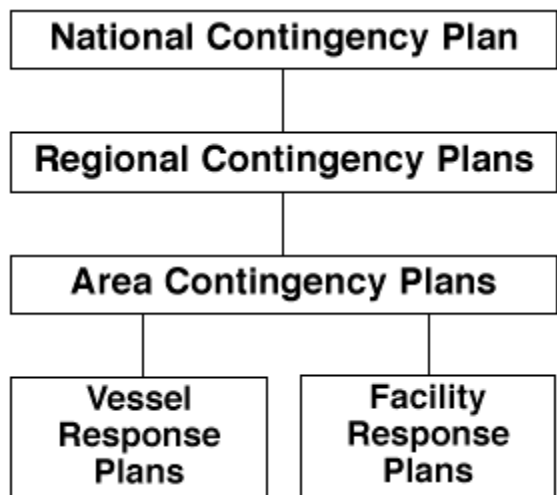 National Contingency Plan
Regional Contingency Plans
Area Contingency Plans
Vessel
Response
Plans
Facility
Response
Plans